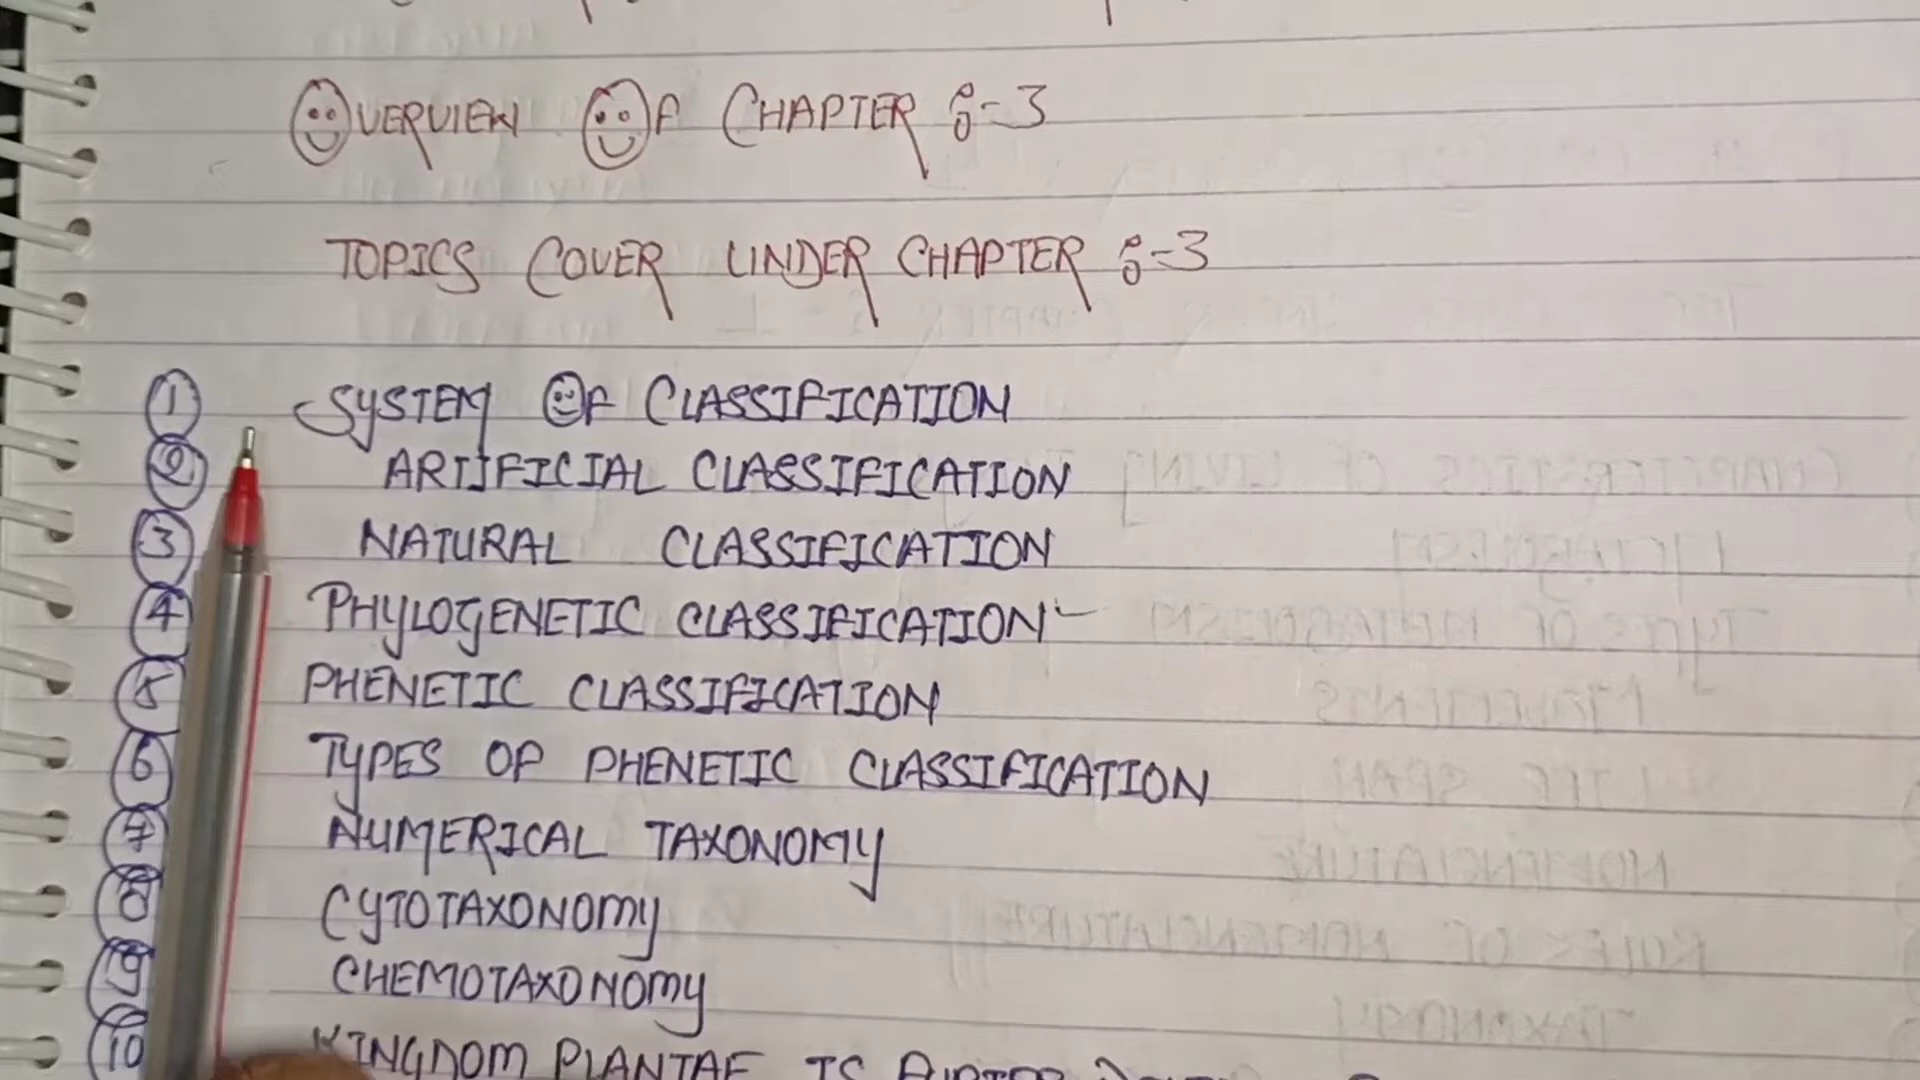 OVERVIEW OF CHAPTER :-3
TOPICS COVER UNDER CHAPTER :-3
1 SYSTEM OF CLASSIFICATION
2 ARTIFICIAL CLASSIFICATION
3 NATURAL CLASSIFICATION
4 PHYLOGENETIC CLASSIFICATION
5 PHENETIC CLASSIFICATION
6 TYPES OF PHENETIC CLASSIFICATION
7 NUMERICAL TAXONOMY
8 CYTOTAXONOMY
9 CHEMOTAXONOMY
10 KINGDOM PLANTAE IS